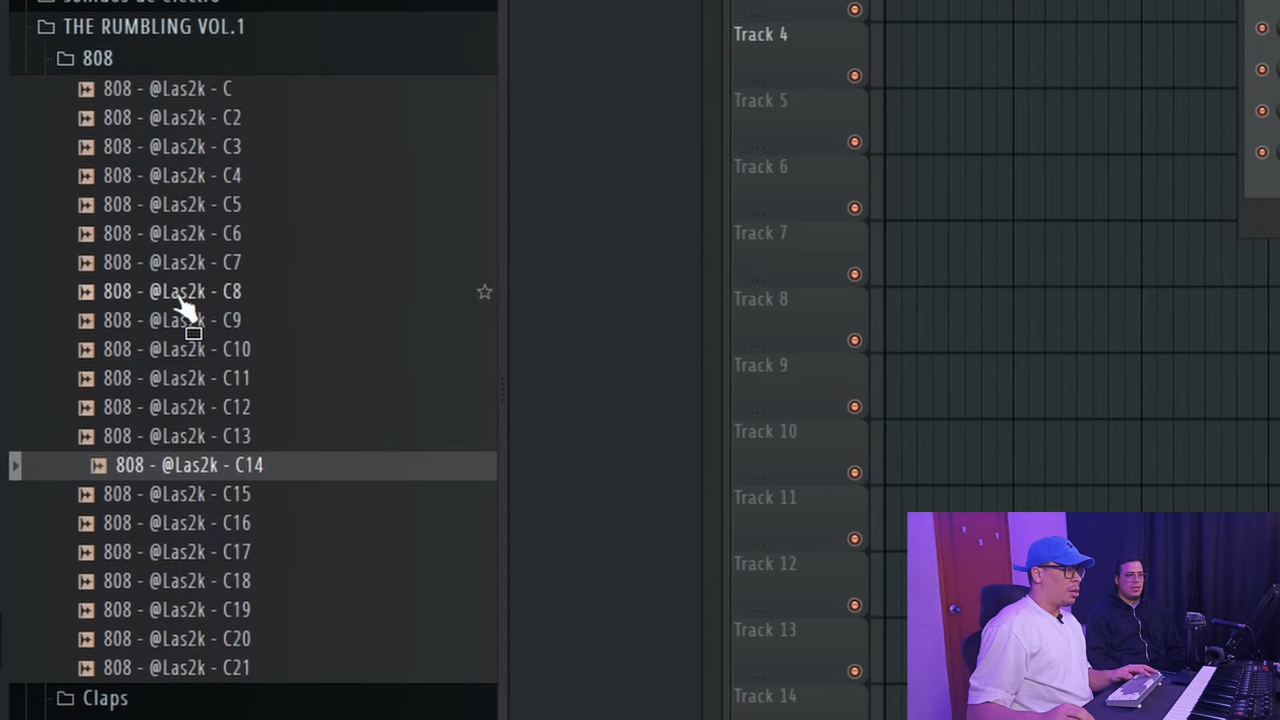 THE RUMBLING VOL.1
808
808 - @Las2k - C
808 - @Las2k - C2
808 - @Las2k - C3
808 - @Las2k - C4
808 - @Las2k - C5
808 - @Las2k - C6
808 - @Las2k - C7
808 - @Las2k - C8
808 - @Las2k - C9
808 - @Las2k - C10
808 - @Las2k - C11
808 - @Las2k - C12
808 - @Las2k - C13
808 - @Las2k - C14
808 - @Las2k - C15
808 - @Las2k - C16
808 - @Las2k - C17
808 - @Las2k - C18
808 - @Las2k - C19
808 - @Las2k - C20
808 - @Las2k - C21
Claps
Track 4
Track 5
Track 6
Track 7
Track 8
Track 9
Track 10
Track 11
Track 12
Track 13
Track 14